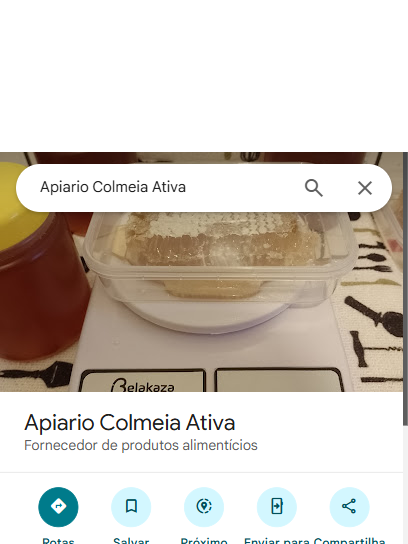 Apiario Colmeia Ativa
Belakaza
Apiario Colmeia Ativa
Fornecedor de produtos alimentícios
Rotas Salvar Próximo Enviar para Compartilha